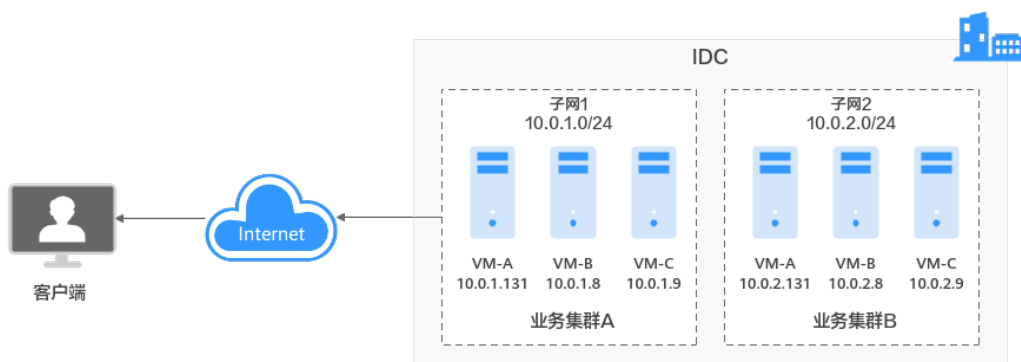 IDC
子网1
10.0.1.0/24
子网2
10.0.2.0/24
Internet
VM-A
VM-B
VM-C
10.0.1.131
10.0.1.8
10.0.1.9
VM-A
VM-B
VM-C
10.0.2.131
10.0.2.8
10.0.2.9
客户端
业务集群A
业务集群B